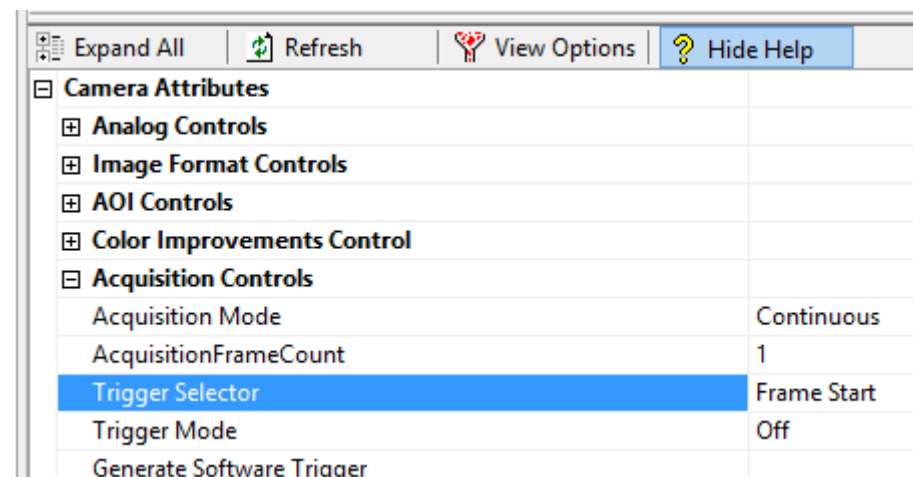 Expand All Refresh View Options Hide Help
Camera Attributes
Analog Controls
Image Format Controls
AOI Controls
Color Improvements Control
Acquisition Controls
Acquisition Mode Continuous
AcquisitionFrameCount 1
Trigger Selector Frame Start
Trigger Mode Off
Generate Software Trigger